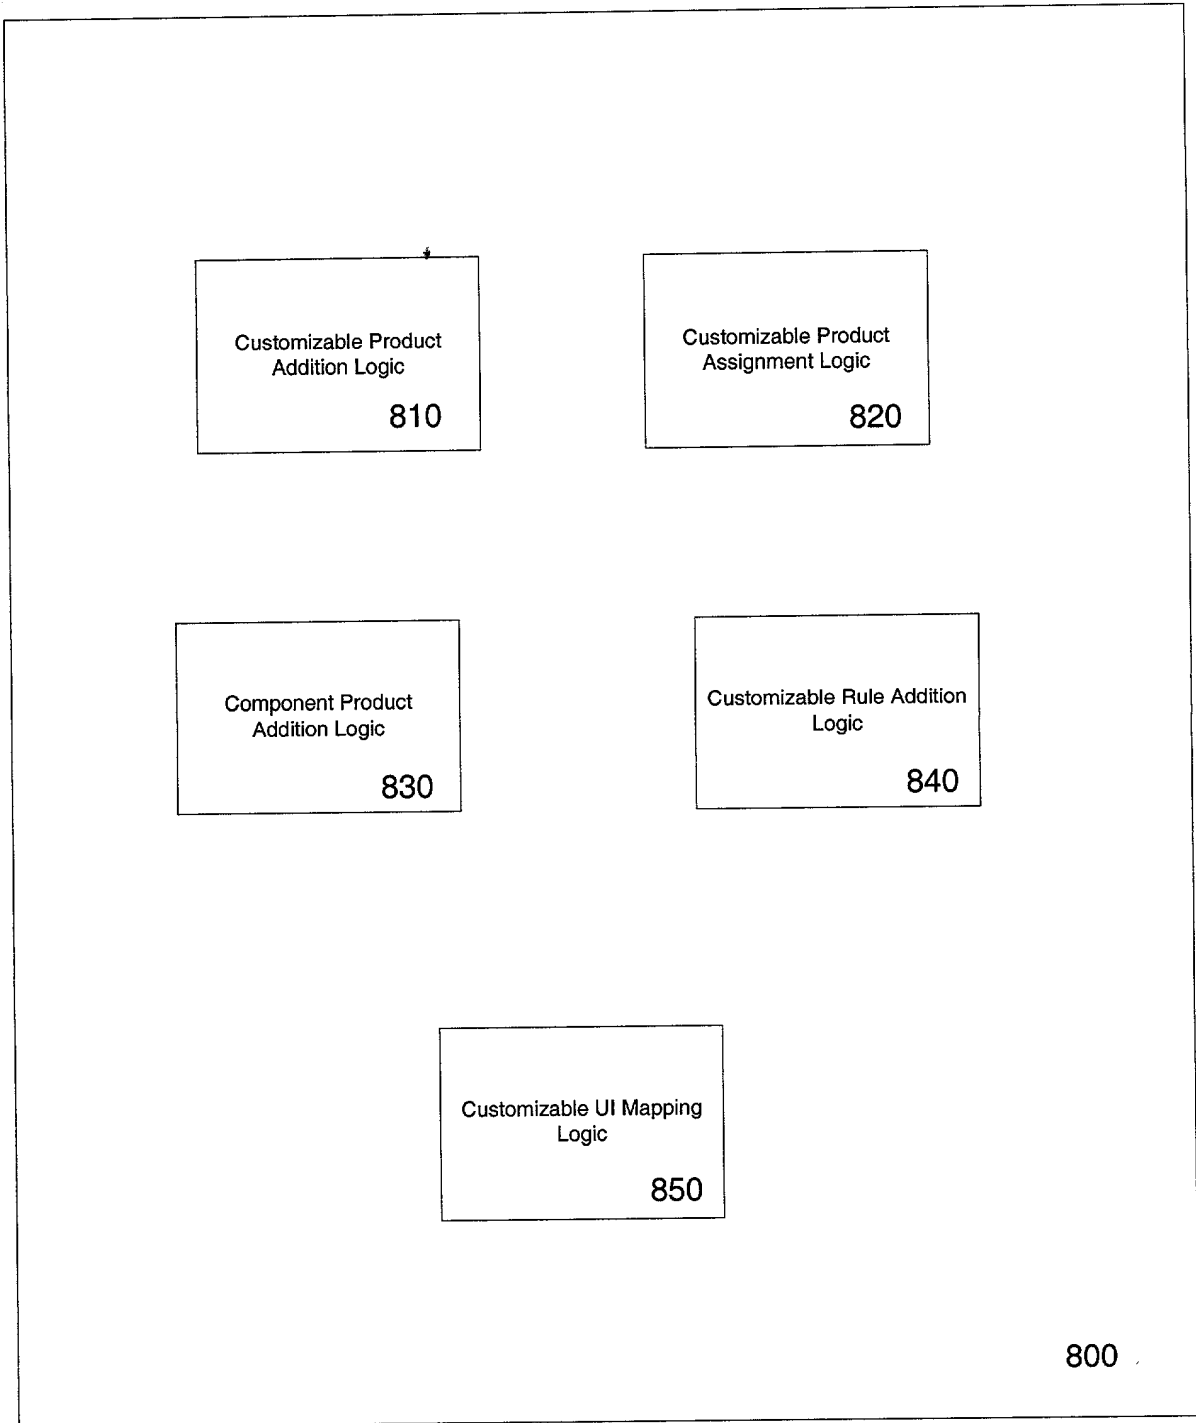 Customizable Product
Addition Logic
810
Customizable Product
Assignment Logic
820
Component Product
Addition Logic
830
Customizable Rule Addition
Logic
840
Customizable UI Mapping
Logic
850
800